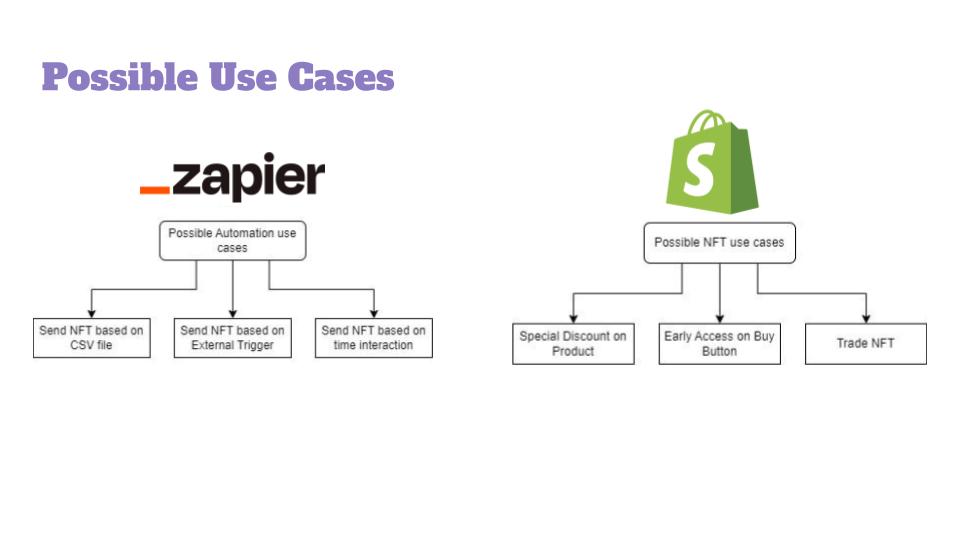 Possible Use Cases
_zapier
Possible Automation use
cases
Send NFT based on
CSV file
Send NFT based on
External Trigger
Send NFT based on
time interaction
S
Possible NFT use cases
Special Discount on
Product
Early Access on Buy
Button
Trade NFT